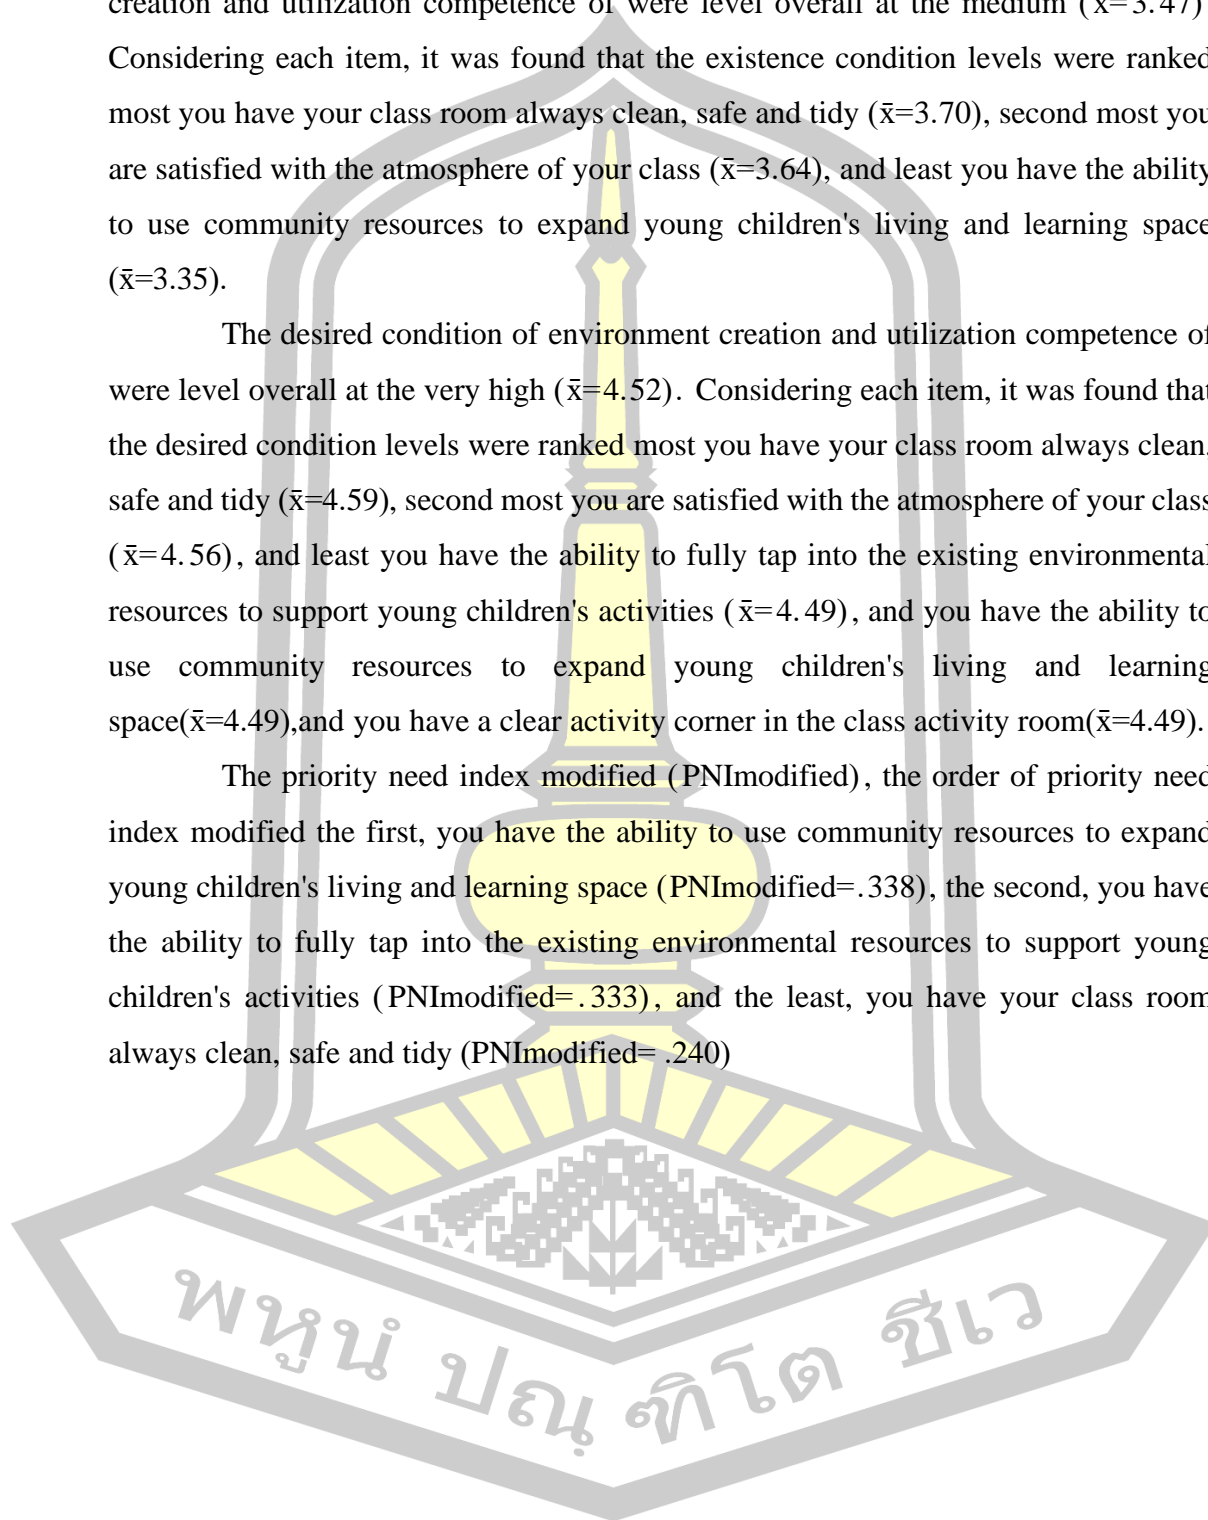 creation and utilization competence of were level overall at the medium (x̄=3.47)
Considering each item, it was found that the existence condition levels were ranked
most you have your class room always clean, safe and tidy (x̄=3.70), second most you
are satisfied with the atmosphere of your class (x̄=3.64), and least you have the ability
to use community resources to expand young children's living and learning space
(x̄=3.35).
The desired condition of environment creation and utilization competence of
were level overall at the very high (x̄=4.52). Considering each item, it was found that
the desired condition levels were ranked most you have your class room always clean,
safe and tidy (x̄=4.59), second most you are satisfied with the atmosphere of your class
(x̄=4.56), and least you have the ability to fully tap into the existing environmental
resources to support young children's activities (x̄=4.49), and you have the ability to
use community resources to expand young children's living and learning
space(x̄=4.49),and you have a clear activity corner in the class activity room(x̄=4.49).
The priority need index modified (PNImodified), the order of priority need
index modified the first, you have the ability to use community resources to expand
young children's living and learning space (PNImodified=.338), the second, you have
the ability to fully tap into the existing environmental resources to support young
children's activities (PNImodified=.333), and the least, you have your class room
always clean, safe and tidy (PNImodified= .240)
พหูนํ ปณฺฑิโต ชีเว